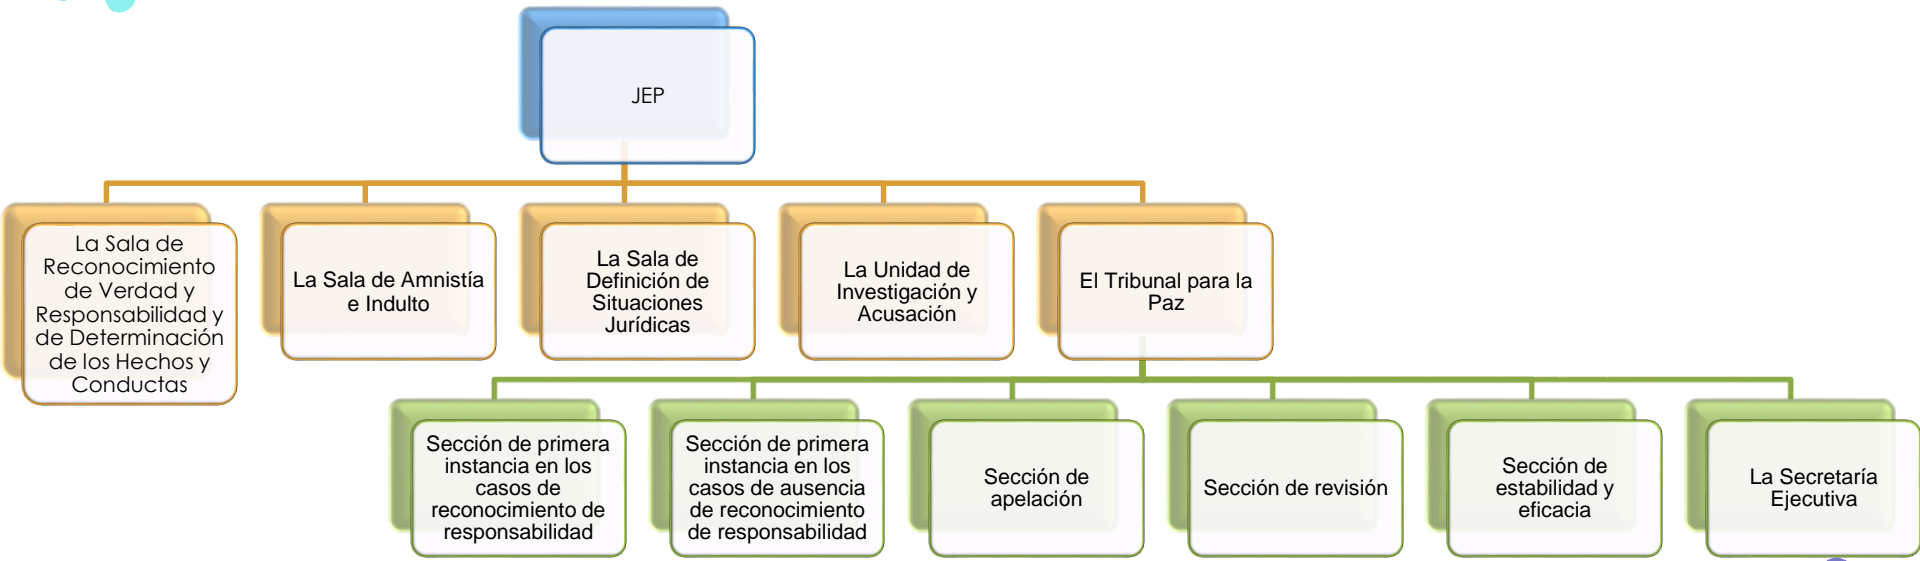 JEP
La Sala de
Reconocimiento
de Verdad y
Responsabilidad y
de Determinación
de los Hechos y
Conductas
La Sala de Amnistía
e Indulto
La Sala de
Definición de
Situaciones
Jurídicas
La Unidad de
Investigación y
Acusación
El Tribunal para la
Paz
Sección de primera
instancia en los
casos de
reconocimiento de
responsabilidad
Sección de primera
instancia en los
casos de ausencia
de reconocimiento
de responsabilidad
Sección de
apelación
Sección de revisión
Sección de
estabilidad y
eficacia
La Secretaría
Ejecutiva